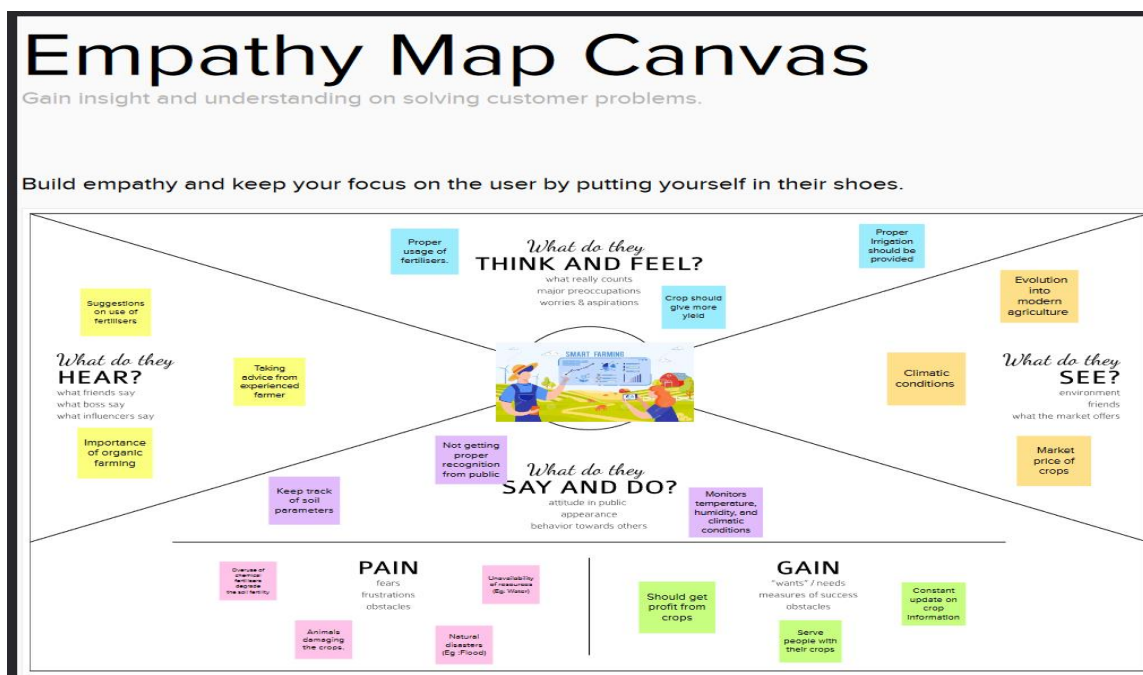 Empathy Map Canvas
Gain insight and understanding on solving customer problems.
Build empathy and keep your focus on the user by putting yourself in their shoes.
Proper
usage of
fertilisers.
What do they
THINK AND FEEL?
what really counts
major preoccupations
worries & aspirations
Crop should
give more
yield
Proper
Irrigation
should be
provided
Suggestions
on use of
fertilisers
What do they
HEAR?
what friends say
what boss say
what influencers say
Taking
advice from
experienced
farmer
Importance
of organic
farming
SMART FARMING
Evolution
into
modern
agriculture
Climatic
conditions
What do they
SEE?
environment
friends
what the market offers
Market
price of
crops
Not getting
proper
recognition
from public
Keep track
of soil
parameters
What do they
SAY AND DO?
attitude in public
appearance
behavior towards others
Monitors
temperature,
humidity, and
climatic
conditions
Overuse of
chemical
fertilisers
degrade
the soil fertility
PAIN
fears
frustrations
obstacles
Unavailability
of resources
(Eg: Water)
Animals
damaging
the crops.
Natural
disasters
(Eg :Flood)
GAIN
"wants" / needs
measures of success
obstacles
Should get
profit from
crops
Serve
people with
their crops
Constant
update on
crop
information